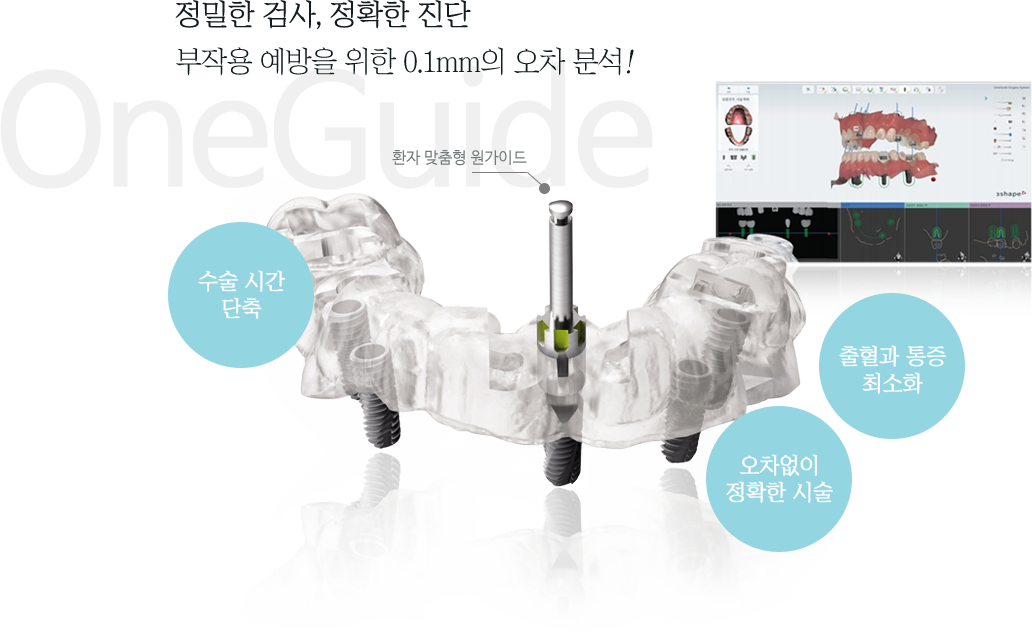 정밀한 검사, 정확한 진단
부작용 예방을 위한 0.1mm의 오차 분석!
OneGuide
환자 맞춤형 원가이드
3shape
수술 시간
단축
출혈과 통증
최소화
오차없이
정확한 시술